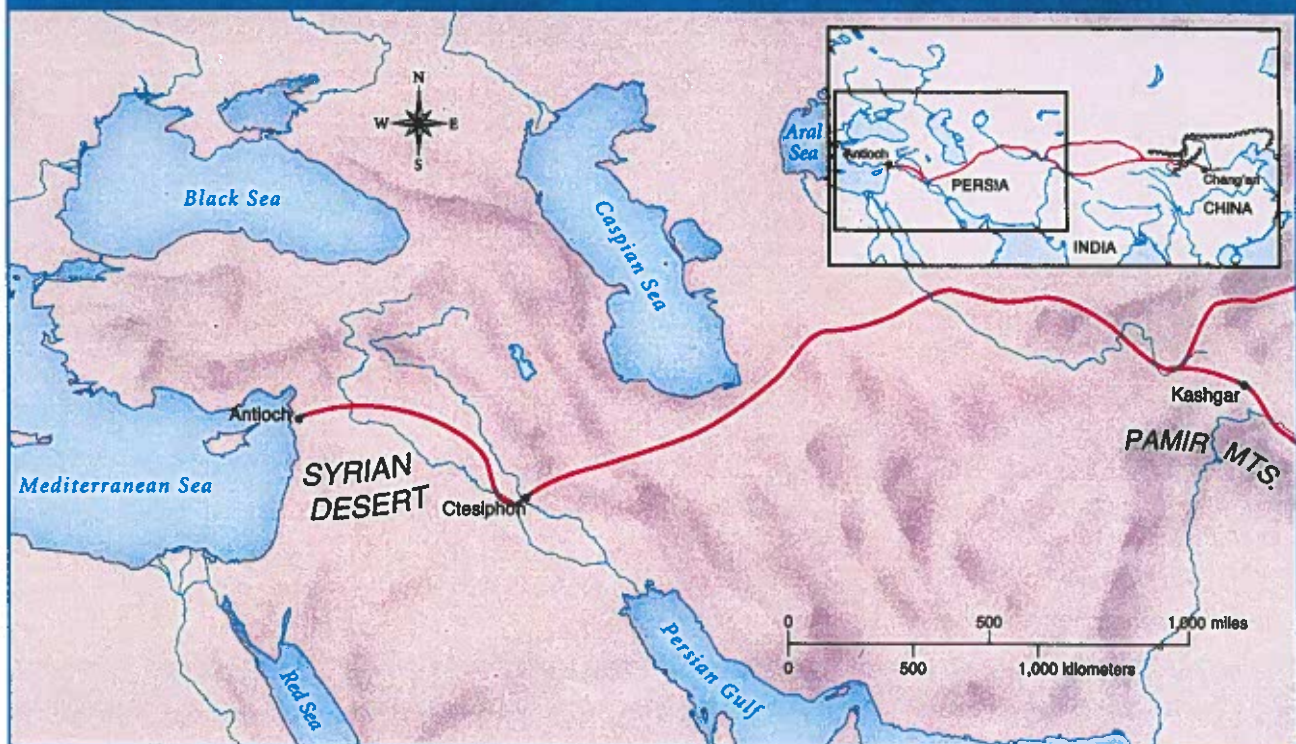 N
W E
S
Black Sea
Caspian Sea
Aral
Sea
Antioch
PERSIA
Chang'an
CHINA
INDIA
Antioch
Kashgar
PAMIR MTS.
SYRIAN
DESERT
Mediterranean Sea
Ctesiphon
0 500 1,000 miles
0 500 1,000 kilometers
Persian Gulf
Red Sea